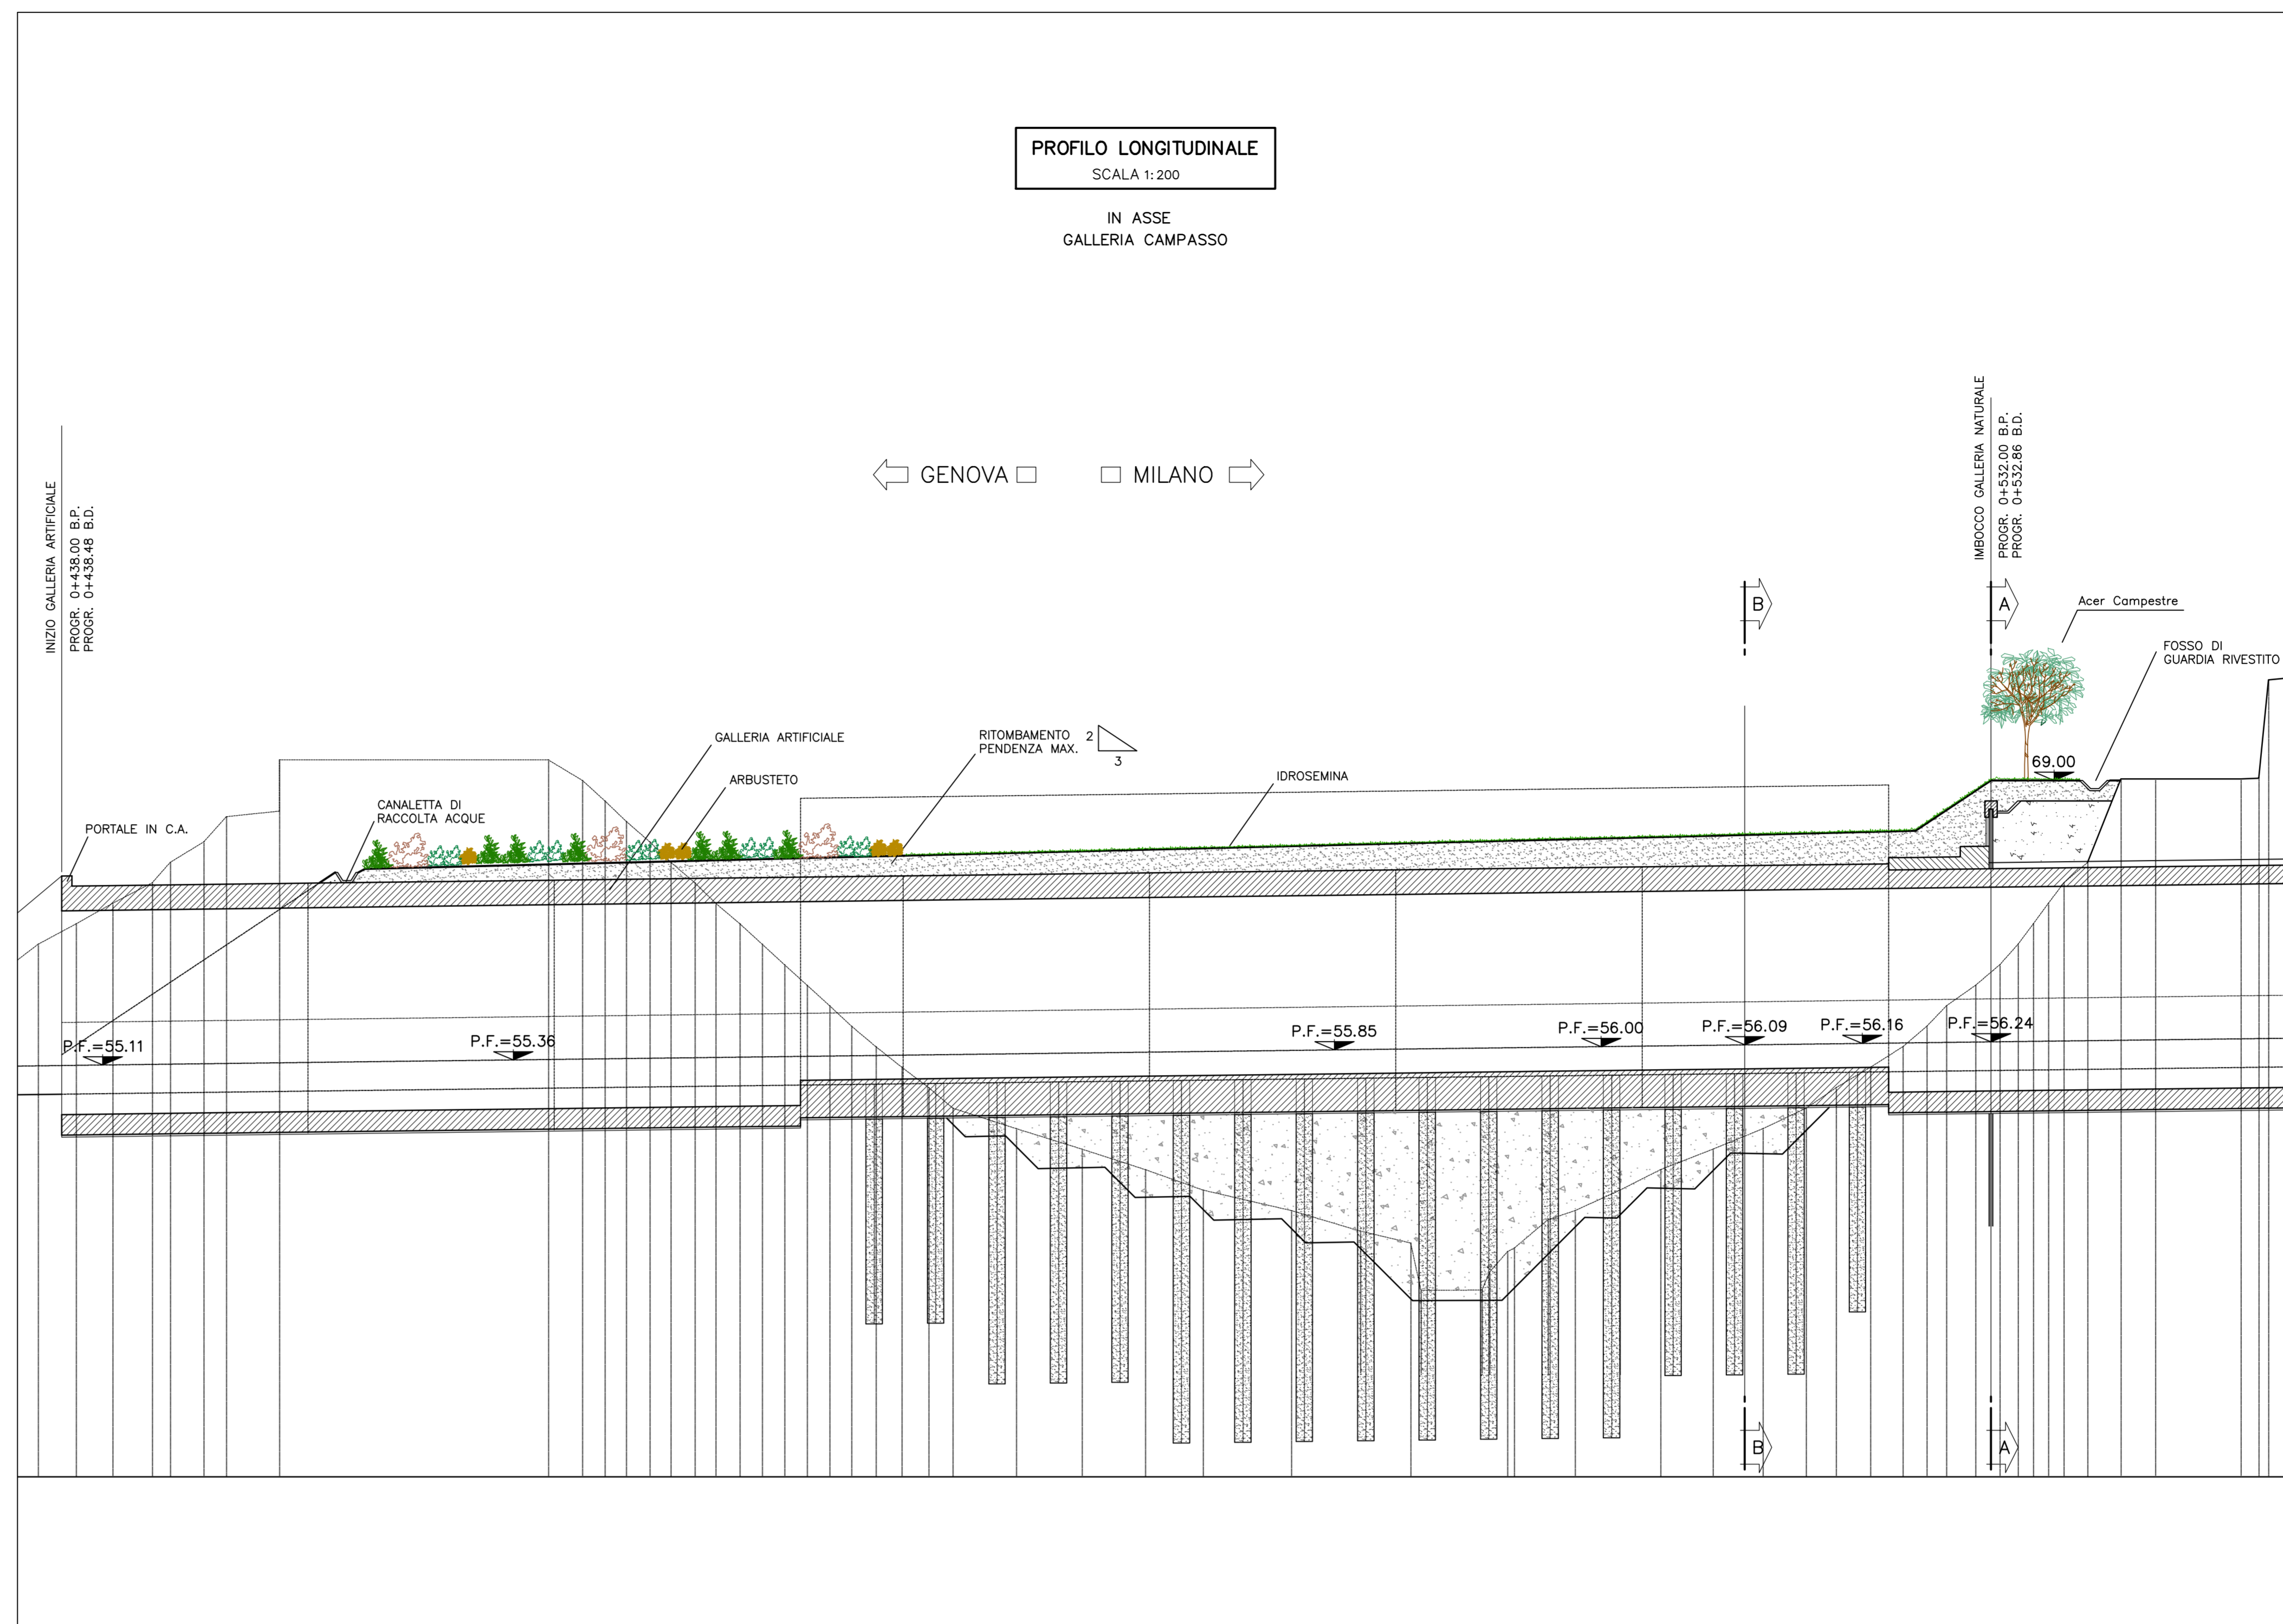 PROFILO LONGITUDINALE
SCALA 1:200
IN ASSE
GALLERIA CAMPASSO
GENOVA
MILANO
INIZIO GALLERIA ARTIFICIALE
PROGR. 0+438.00 B.P.
PROGR. 0+438.48 B.D.
IMBOCCO GALLERIA NATURALE
PROGR. 0+532.00 B.P.
PROGR. 0+532.86 B.D.
B
A
Acer Campestre
FOSSO DI
GUARDIA RIVESTITO
GALLERIA ARTIFICIALE
RITOMBAMENTO
PENDENZA MAX.
2
3
ARBUSTETO
IDROSEMINA
69.00
CANALETTA DI
RACCOLTA ACQUE
PORTALE IN C.A.
P.F.=55.11
P.F.=55.36
P.F.=55.85
P.F.=56.00
P.F.=56.09
P.F.=56.16
P.F.=56.24
B
A